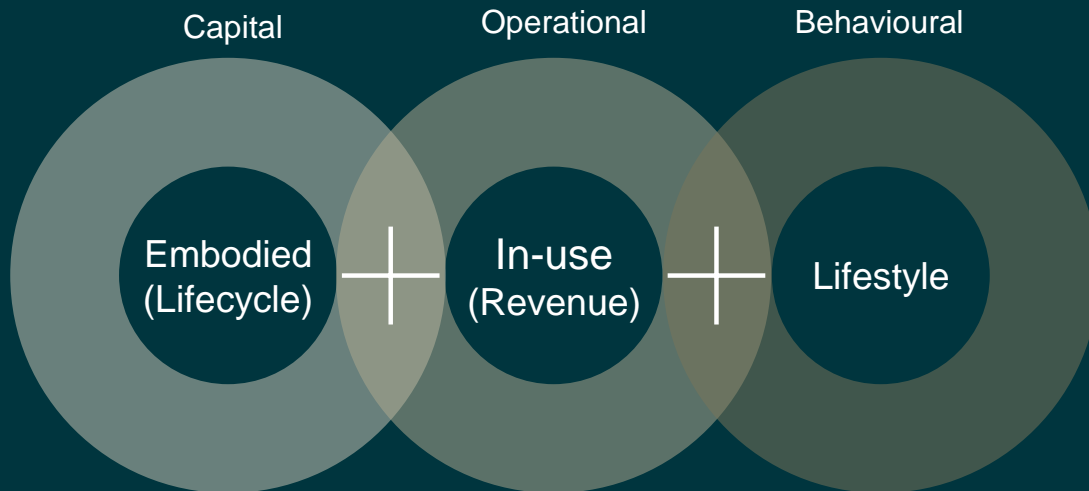 Capital
Operational
Behavioural
Embodied
(Lifecycle)
In-use
(Revenue)
Lifestyle